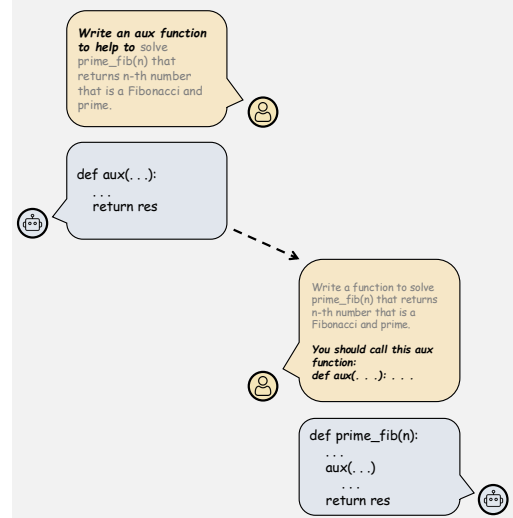 Write an aux function
to help to solve
prime_fib(n) that
returns n-th number
that is a Fibonacci and
prime.
def aux(. . .):
. . .
return res
Write a function to solve
prime_fib(n) that returns
n-th number that is a
Fibonacci and prime.
You should call this aux
function:
def aux(. . .): . . .
def prime_fib(n):
. . .
aux(. . .)
. . .
return res